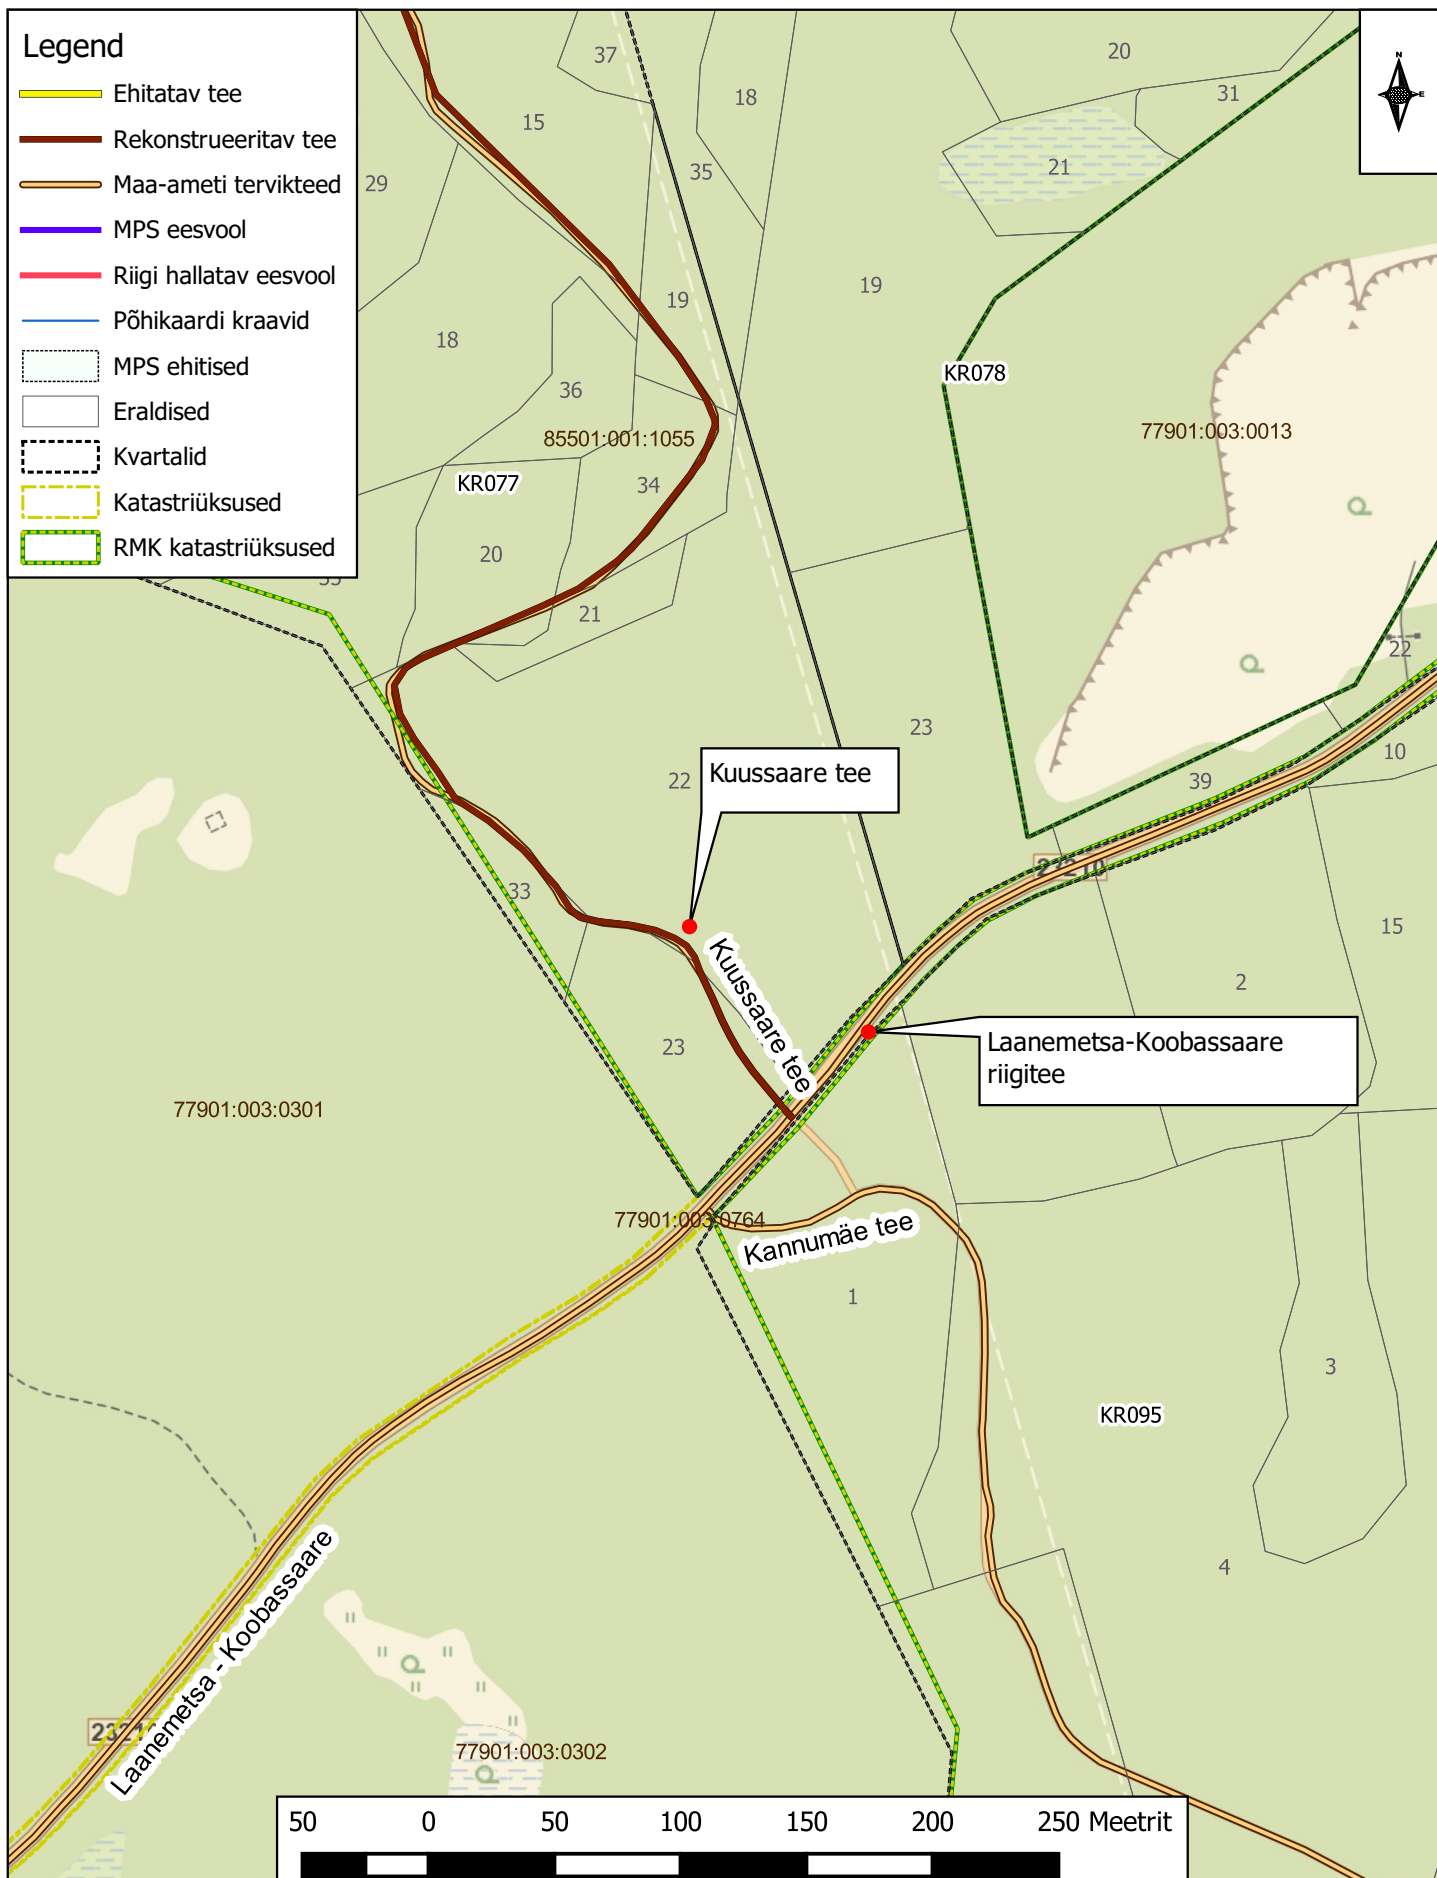 Legend
Ehitatav tee
Rekonstrueeritav tee
Maa-ameti tervikteed
MPS eesvool
Riigi hallatav eesvool
Põhikaardi kraavid
MPS ehitised
Eraldised
Kvartalid
Katastriüksused
RMK katastriüksused
N
E
37
20
18
31
15
35
21
29
19
19
18
KR078
36
77901:003:0013
85501:001:1055
KR077
34
20
21
22
23
10
22
39
Kuussaare tee
33
15
2
Kuussaare tee
23
Laanemetsa-Koobassaare
riigitee
77901:003:0301
77901:003:0764
Kannumäe tee
1
3
KR095
4
Laanemetsa - Koobassaare
77901:003:0302
50 0 50 100 150 200 250 Meetrit